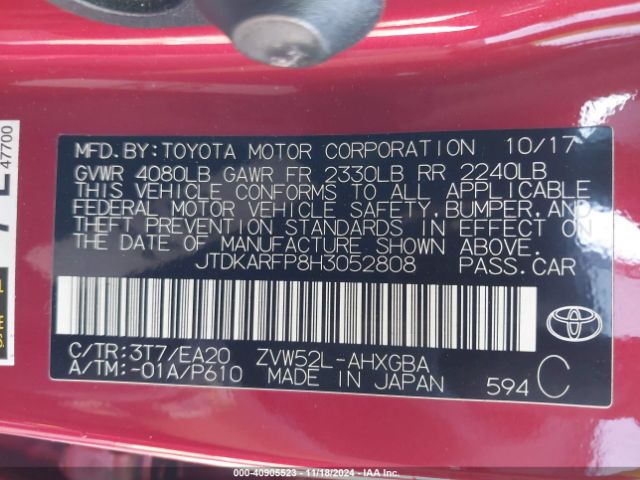 47700
MFD.BY:TOYOTA MOTOR CORPORATION 10/17
GVWR 4080LB GAWR FR 2330LB RR 2240LB
THIS VEHICLE CONFORMS TO ALL APPLICABLE
FEDERAL MOTOR VEHICLE SAFETY,BUMPER,AND
THEFT PREVENTION STANDARDS IN EFFECT ON
THE DATE OF MANUFACTURE SHOWN ABOVE.
JTDKARFP8H3052808 PASS.CAR
C/TR:3T7/EA20 ZVW52L-AHXGBA
A/TM:-01A/P610 MADE IN JAPAN 594 C
TOYOTA
000-40905523 - 11/18/2024 - IAA Inc.